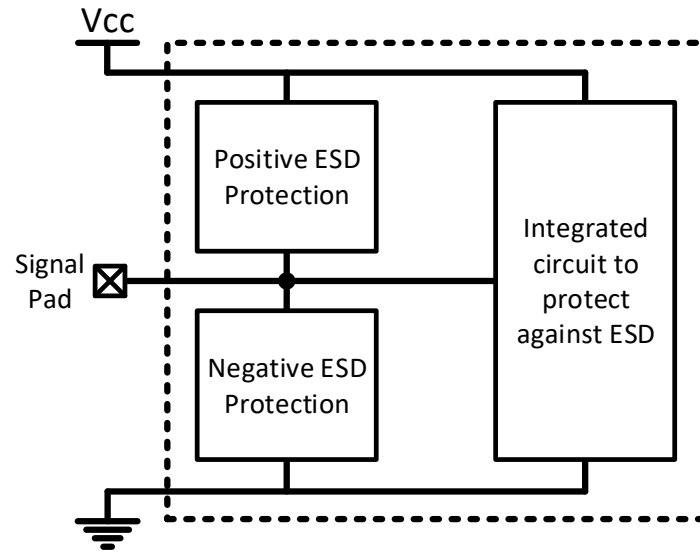 Vcc
Positive ESD
Protection
Signal
Pad
Integrated
circuit to
protect
against ESD
Negative ESD
Protection